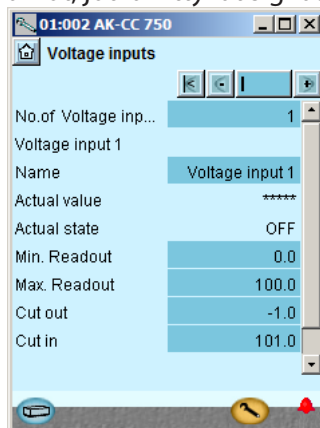 01:002 AK-CC 750
Voltage inputs
No.of Voltage inp... 1
Voltage input 1
Name Voltage input 1
Actual value *****
Actual state OFF
Min. Readout 0.0
Max. Readout 100.0
Cut out -1.0
Cut in 101.0